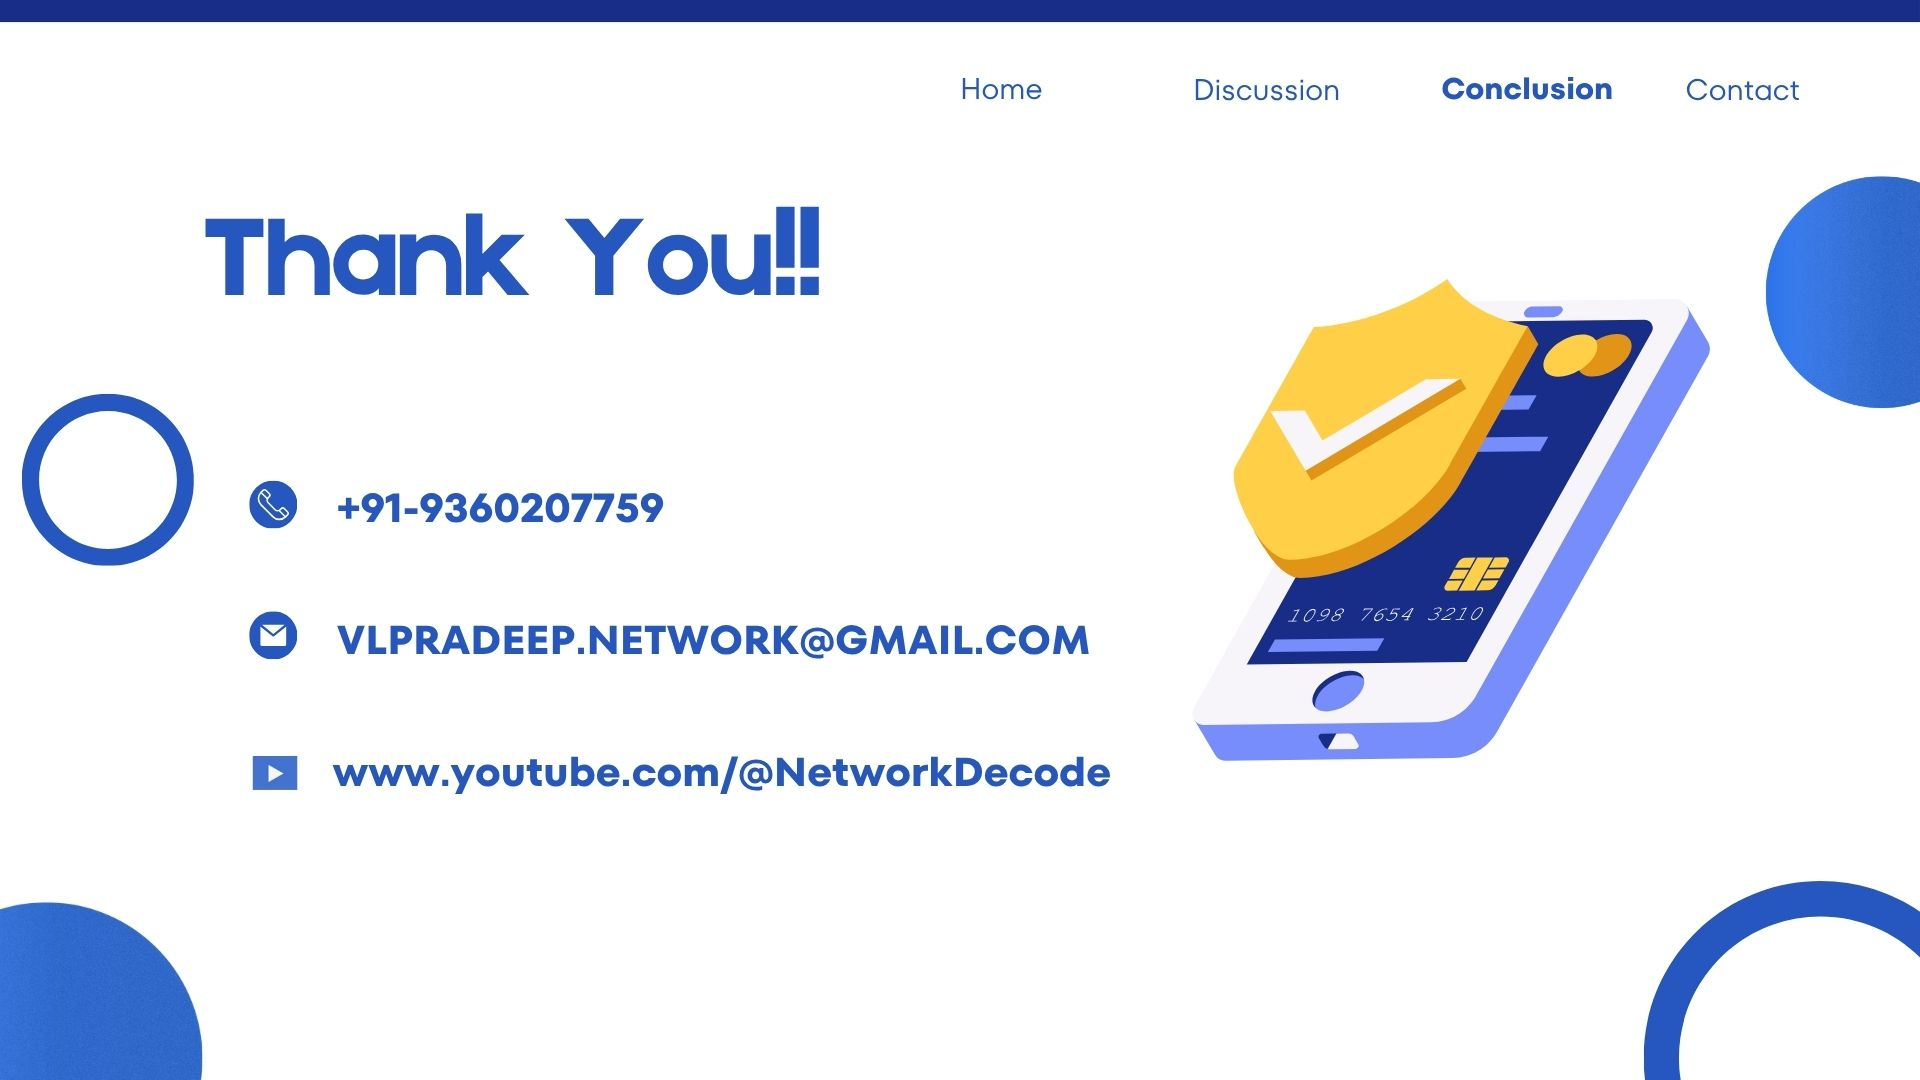 Home Discussion Conclusion Contact
Thank You!!
+91-9360207759
VLPRADEEP.NETWORK@GMAIL.COM
www.youtube.com/@NetworkDecode
1098 7654 3210